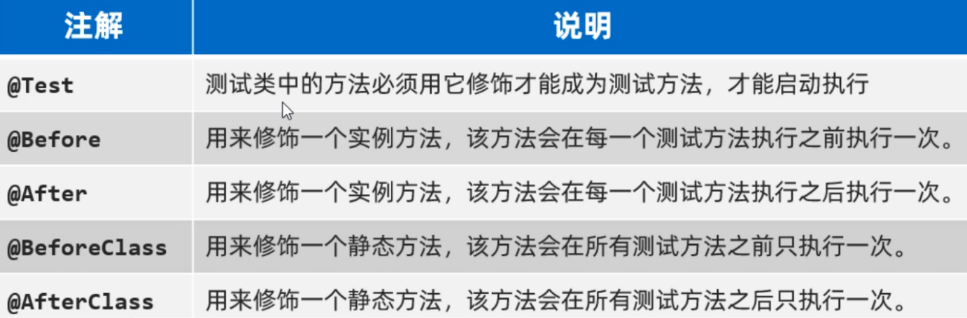 注解 说明
@Test 测试类中的方法必须用它修饰才能成为测试方法，才能启动执行
@Before 用来修饰一个实例方法，该方法会在每一个测试方法执行之前执行一次。
@After 用来修饰一个实例方法，该方法会在每一个测试方法执行之后执行一次。
@BeforeClass 用来修饰一个静态方法，该方法会在所有测试方法之前只执行一次。
@AfterClass 用来修饰一个静态方法，该方法会在所有测试方法之后只执行一次。